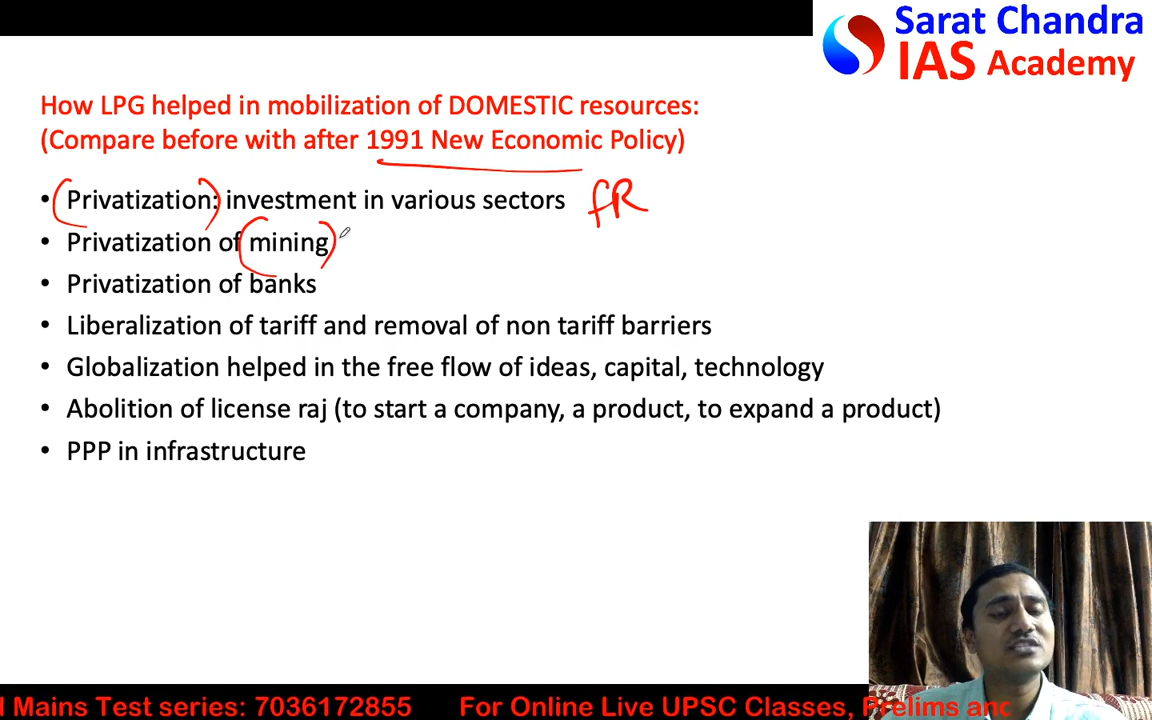 Sarat Chandra
IAS Academy
How LPG helped in mobilization of DOMESTIC resources:
(Compare before with after 1991 New Economic Policy)
• Privatization: investment in various sectors FR
• Privatization of mining
• Privatization of banks
• Liberalization of tariff and removal of non tariff barriers
• Globalization helped in the free flow of ideas, capital, technology
• Abolition of license raj (to start a company, a product, to expand a product)
• PPP in infrastructure
Mains Test series: 7036172855 For Online Live UPSC Classes, Prelims and